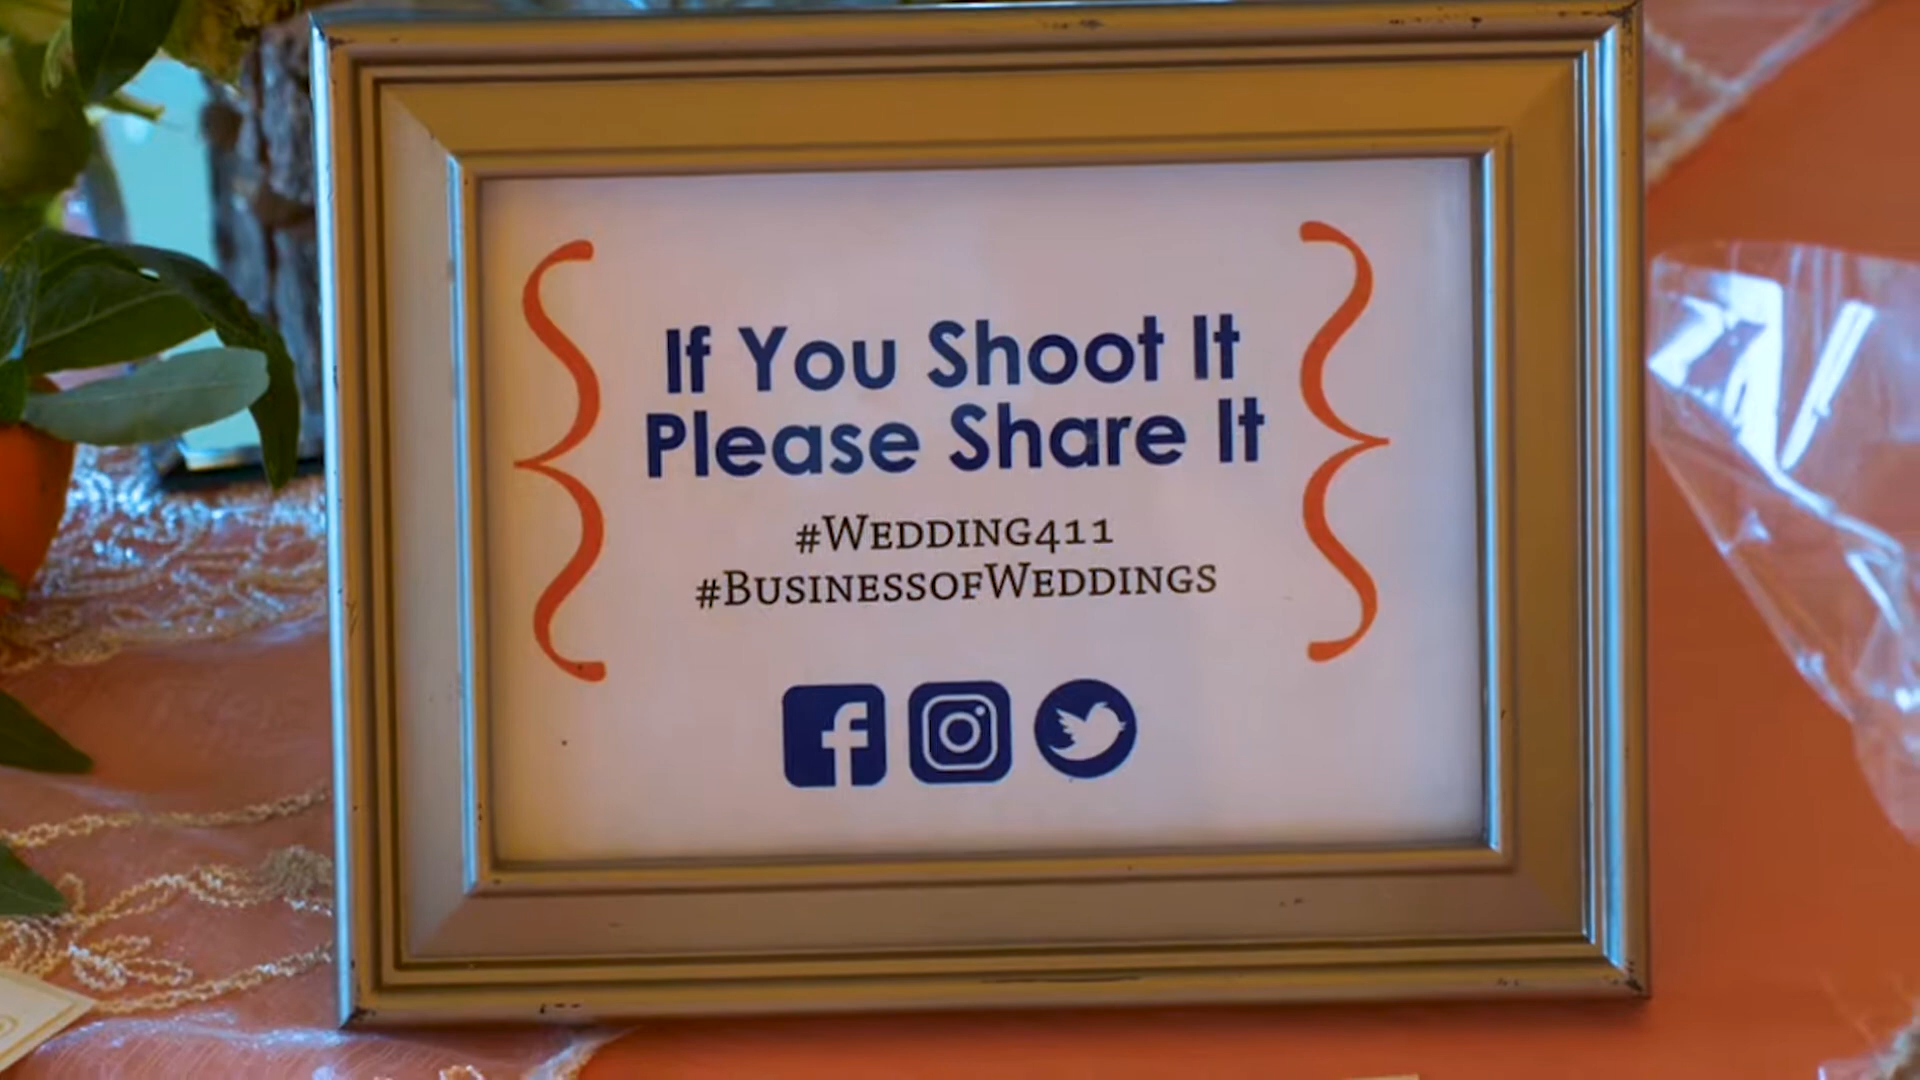 If You Shoot It
Please Share It
#WEDDING411
#BUSINESSOFWEDDINGS